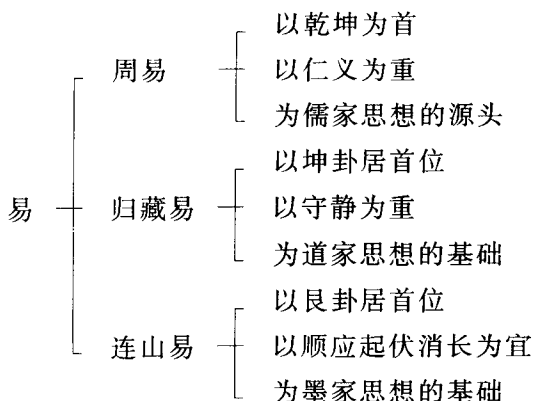 易
周易
以乾坤为首
以仁义为重
为儒家思想的源头
归藏易
以坤卦居首位
以守静为重
为道家思想的基础
连山易
以艮卦居首位
以顺应起伏消长为宜
为墨家思想的基础